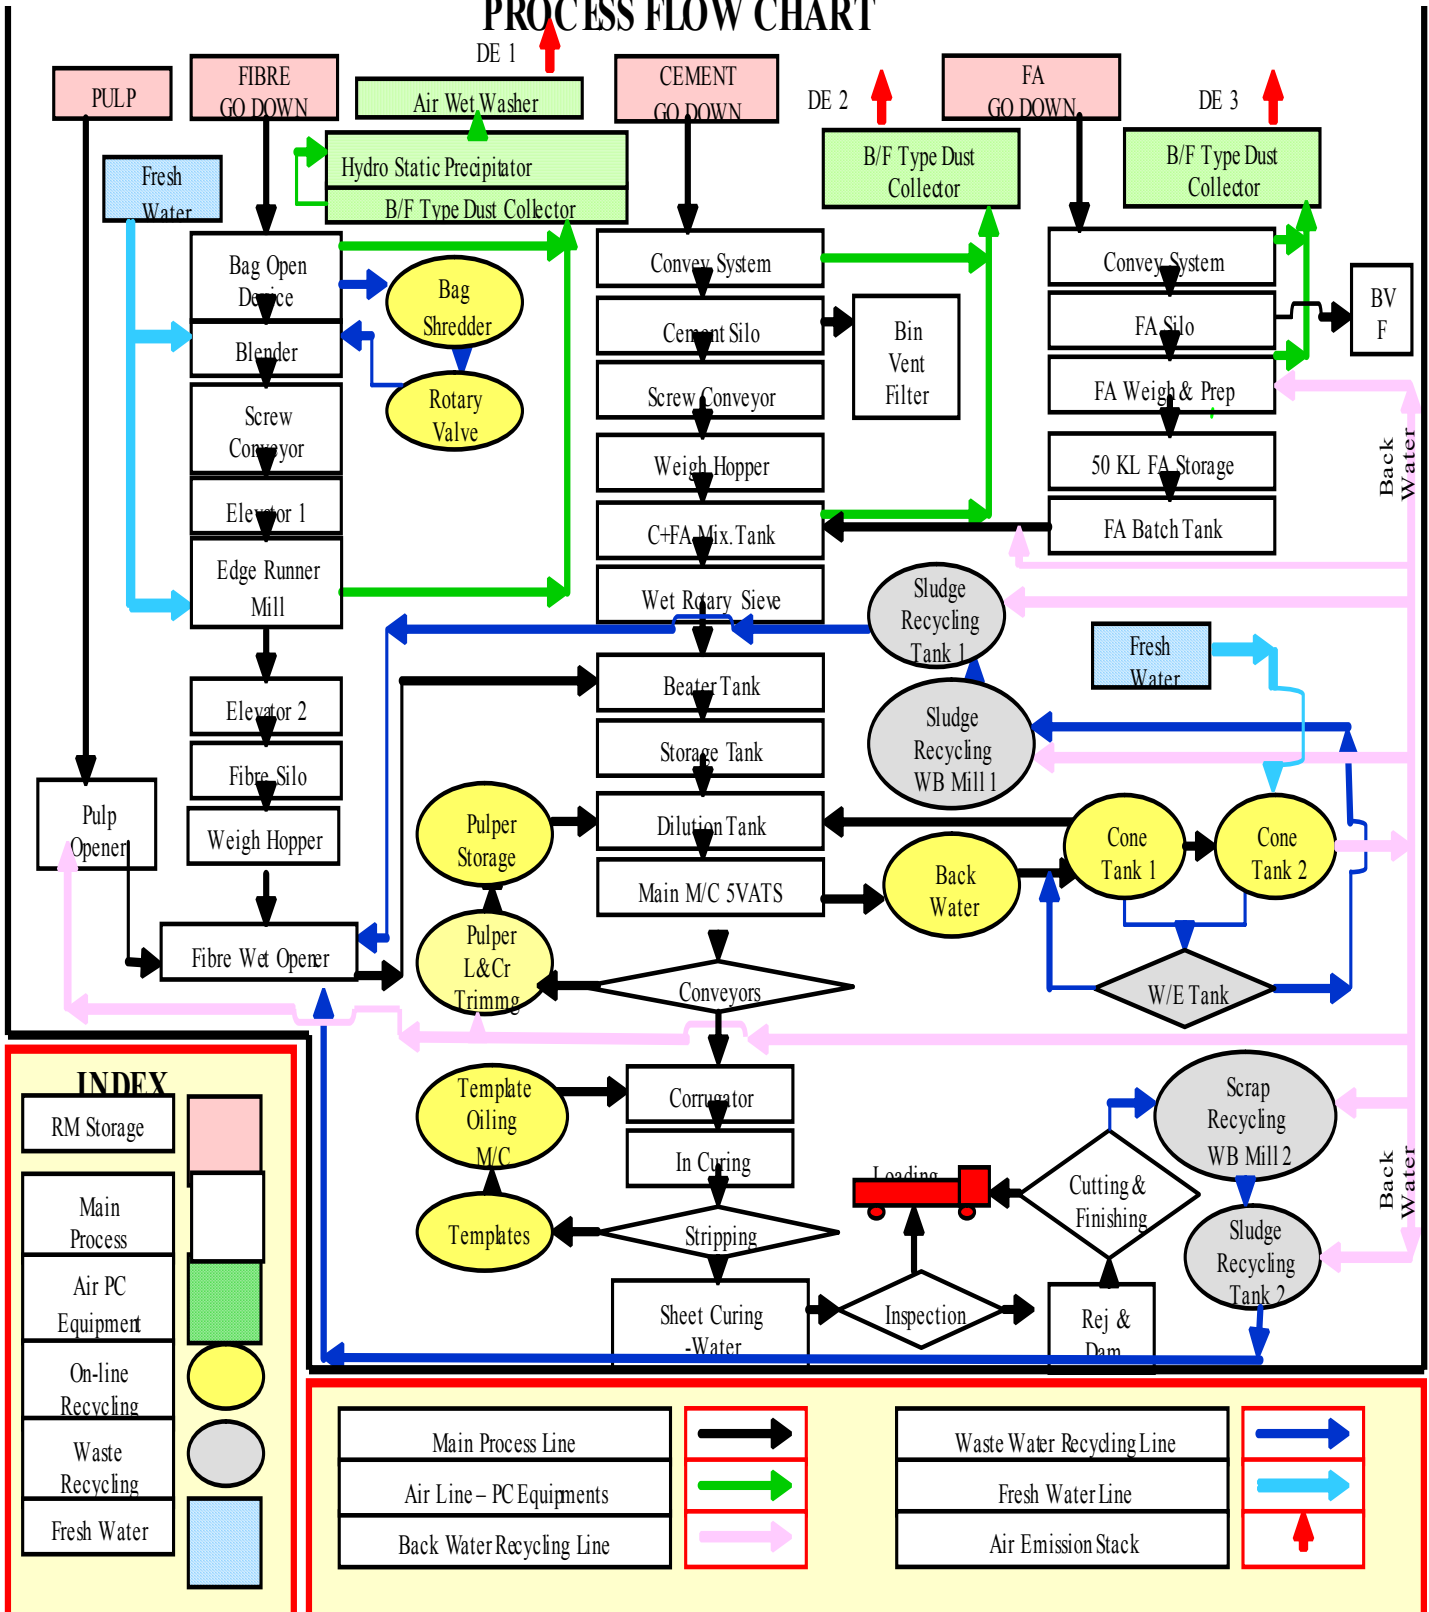 PROCESS FLOW CHART
DE 1
PULP
FIBRE
GO DOWN
Air Wet Washer
CEMENT
GO DOWN
DE 2
FA
GO DOWN
DE 3
Fresh
Water
Hydro Static Precipitator
B/F Type Dust Collector
B/F Type Dust
Collector
B/F Type Dust
Collector
Bag Open
Device
Bag
Shredder
Convey System
Convey System
Blender
Cement Silo
Bin
Vent
Filter
FA Silo
BV
F
Rotary
Valve
Screw
Conveyor
Screw Conveyor
FA Weigh & Prep
Back
Water
Elevator 1
Weigh Hopper
50 KL FA Storage
Edge Runner
Mill
C+FA Mix. Tank
FA Batch Tank
Wet Rotary Sieve
Sludge
Recycling
Tank 1
Fresh
Water
Elevator 2
Beater Tank
Sludge
Recycling
WB Mill 1
Fibre Silo
Storage Tank
Pulp
Opener
Weigh Hopper
Pulper
Storage
Dilution Tank
Cone
Tank 1
Cone
Tank 2
Main M/C 5VATS
Back
Water
Fibre Wet Opener
Pulper
L&Cr
Trimmg
Conveyors
W/E Tank
Template
Oiling
M/C
Corrugator
Scrap
Recycling
WB Mill 2
In Curing
Loading
Cutting &
Finishing
Back
Water
Templates
Stripping
Sludge
Recycling
Tank 2
Sheet Curing
-Water
Inspection
Rej &
Dam
INDEX
RM Storage
Main
Process
Air PC
Equipment
On-line
Recycling
Waste
Recycling
Fresh Water
Main Process Line
Waste Water Recycling Line
Air Line – PC Equipments
Fresh Water Line
Back Water Recycling Line
Air Emission Stack